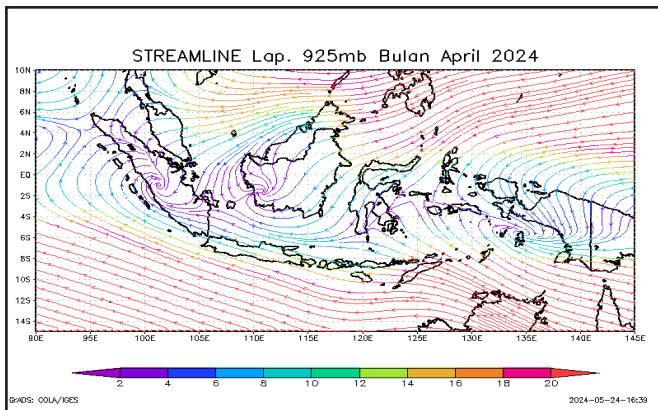 STREAMLINE Lap. 925mb Bulan April 2024
10N
8N
6N
4N
2N
EQ
2S
4S
6S
8S
10S
12S
14S
90E 95E 100E 105E 110E 115E 120E 125E 130E 135E 140E 145E
2 4 6 8 10 12 14 16 18 20
GrADS: COLA/IGES 2024-05-24-16:39